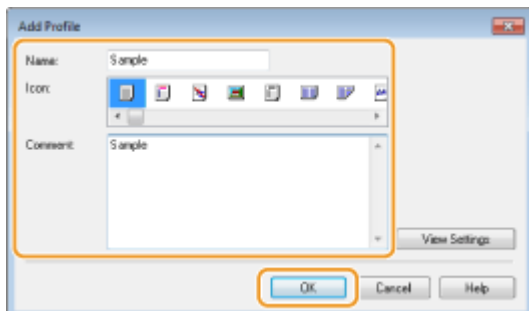 Add Profile
Name: Sample
Icon:
Comment: Sample
View Settings
OK Cancel Help